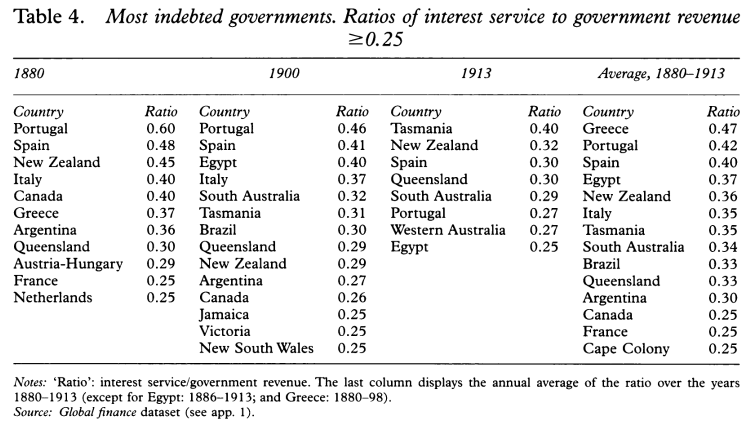 Table 4. Most indebted governments. Ratios of interest service to government revenue
≥0.25
1880 1900 1913 Average, 1880–1913
Country Ratio Country Ratio Country Ratio Country Ratio
Portugal 0.60 Portugal 0.46 Tasmania 0.40 Greece 0.47
Spain 0.48 Spain 0.41 New Zealand 0.32 Portugal 0.42
New Zealand 0.45 Egypt 0.40 Spain 0.30 Spain 0.40
Italy 0.40 Italy 0.37 Queensland 0.30 Egypt 0.37
Canada 0.40 South Australia 0.32 South Australia 0.29 New Zealand 0.36
Greece 0.37 Tasmania 0.31 Portugal 0.27 Italy 0.35
Argentina 0.36 Brazil 0.30 Western Australia 0.27 Tasmania 0.35
Queensland 0.30 Queensland 0.29 Egypt 0.25 South Australia 0.34
Austria-Hungary 0.29 New Zealand 0.29 Brazil 0.33
France 0.25 Argentina 0.27 Queensland 0.33
Netherlands 0.25 Canada 0.26 Argentina 0.30
Jamaica 0.25 Canada 0.25
Victoria 0.25 France 0.25
New South Wales 0.25 Cape Colony 0.25
Notes: ‘Ratio’: interest service/government revenue. The last column displays the annual average of the ratio over the years
1880–1913 (except for Egypt: 1886–1913; and Greece: 1880–98).
Source: Global finance dataset (see app. 1).